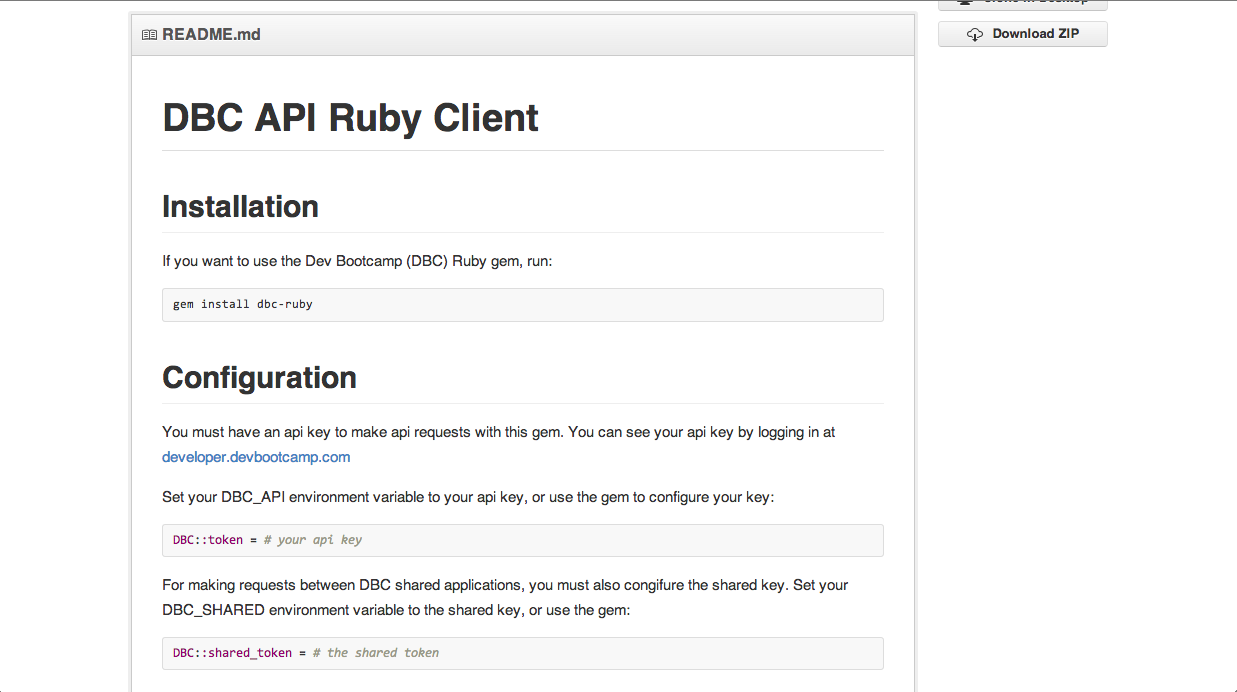 Clone in Desktop
README.md
Download ZIP
DBC API Ruby Client
Installation
If you want to use the Dev Bootcamp (DBC) Ruby gem, run:
gem install dbc-ruby
Configuration
You must have an api key to make api requests with this gem. You can see your api key by logging in at
developer.devbootcamp.com
Set your DBC_API environment variable to your api key, or use the gem to configure your key:
DBC::token = # your api key
For making requests between DBC shared applications, you must also congifure the shared key. Set your
DBC_SHARED environment variable to the shared key, or use the gem:
DBC::shared_token = # the shared token